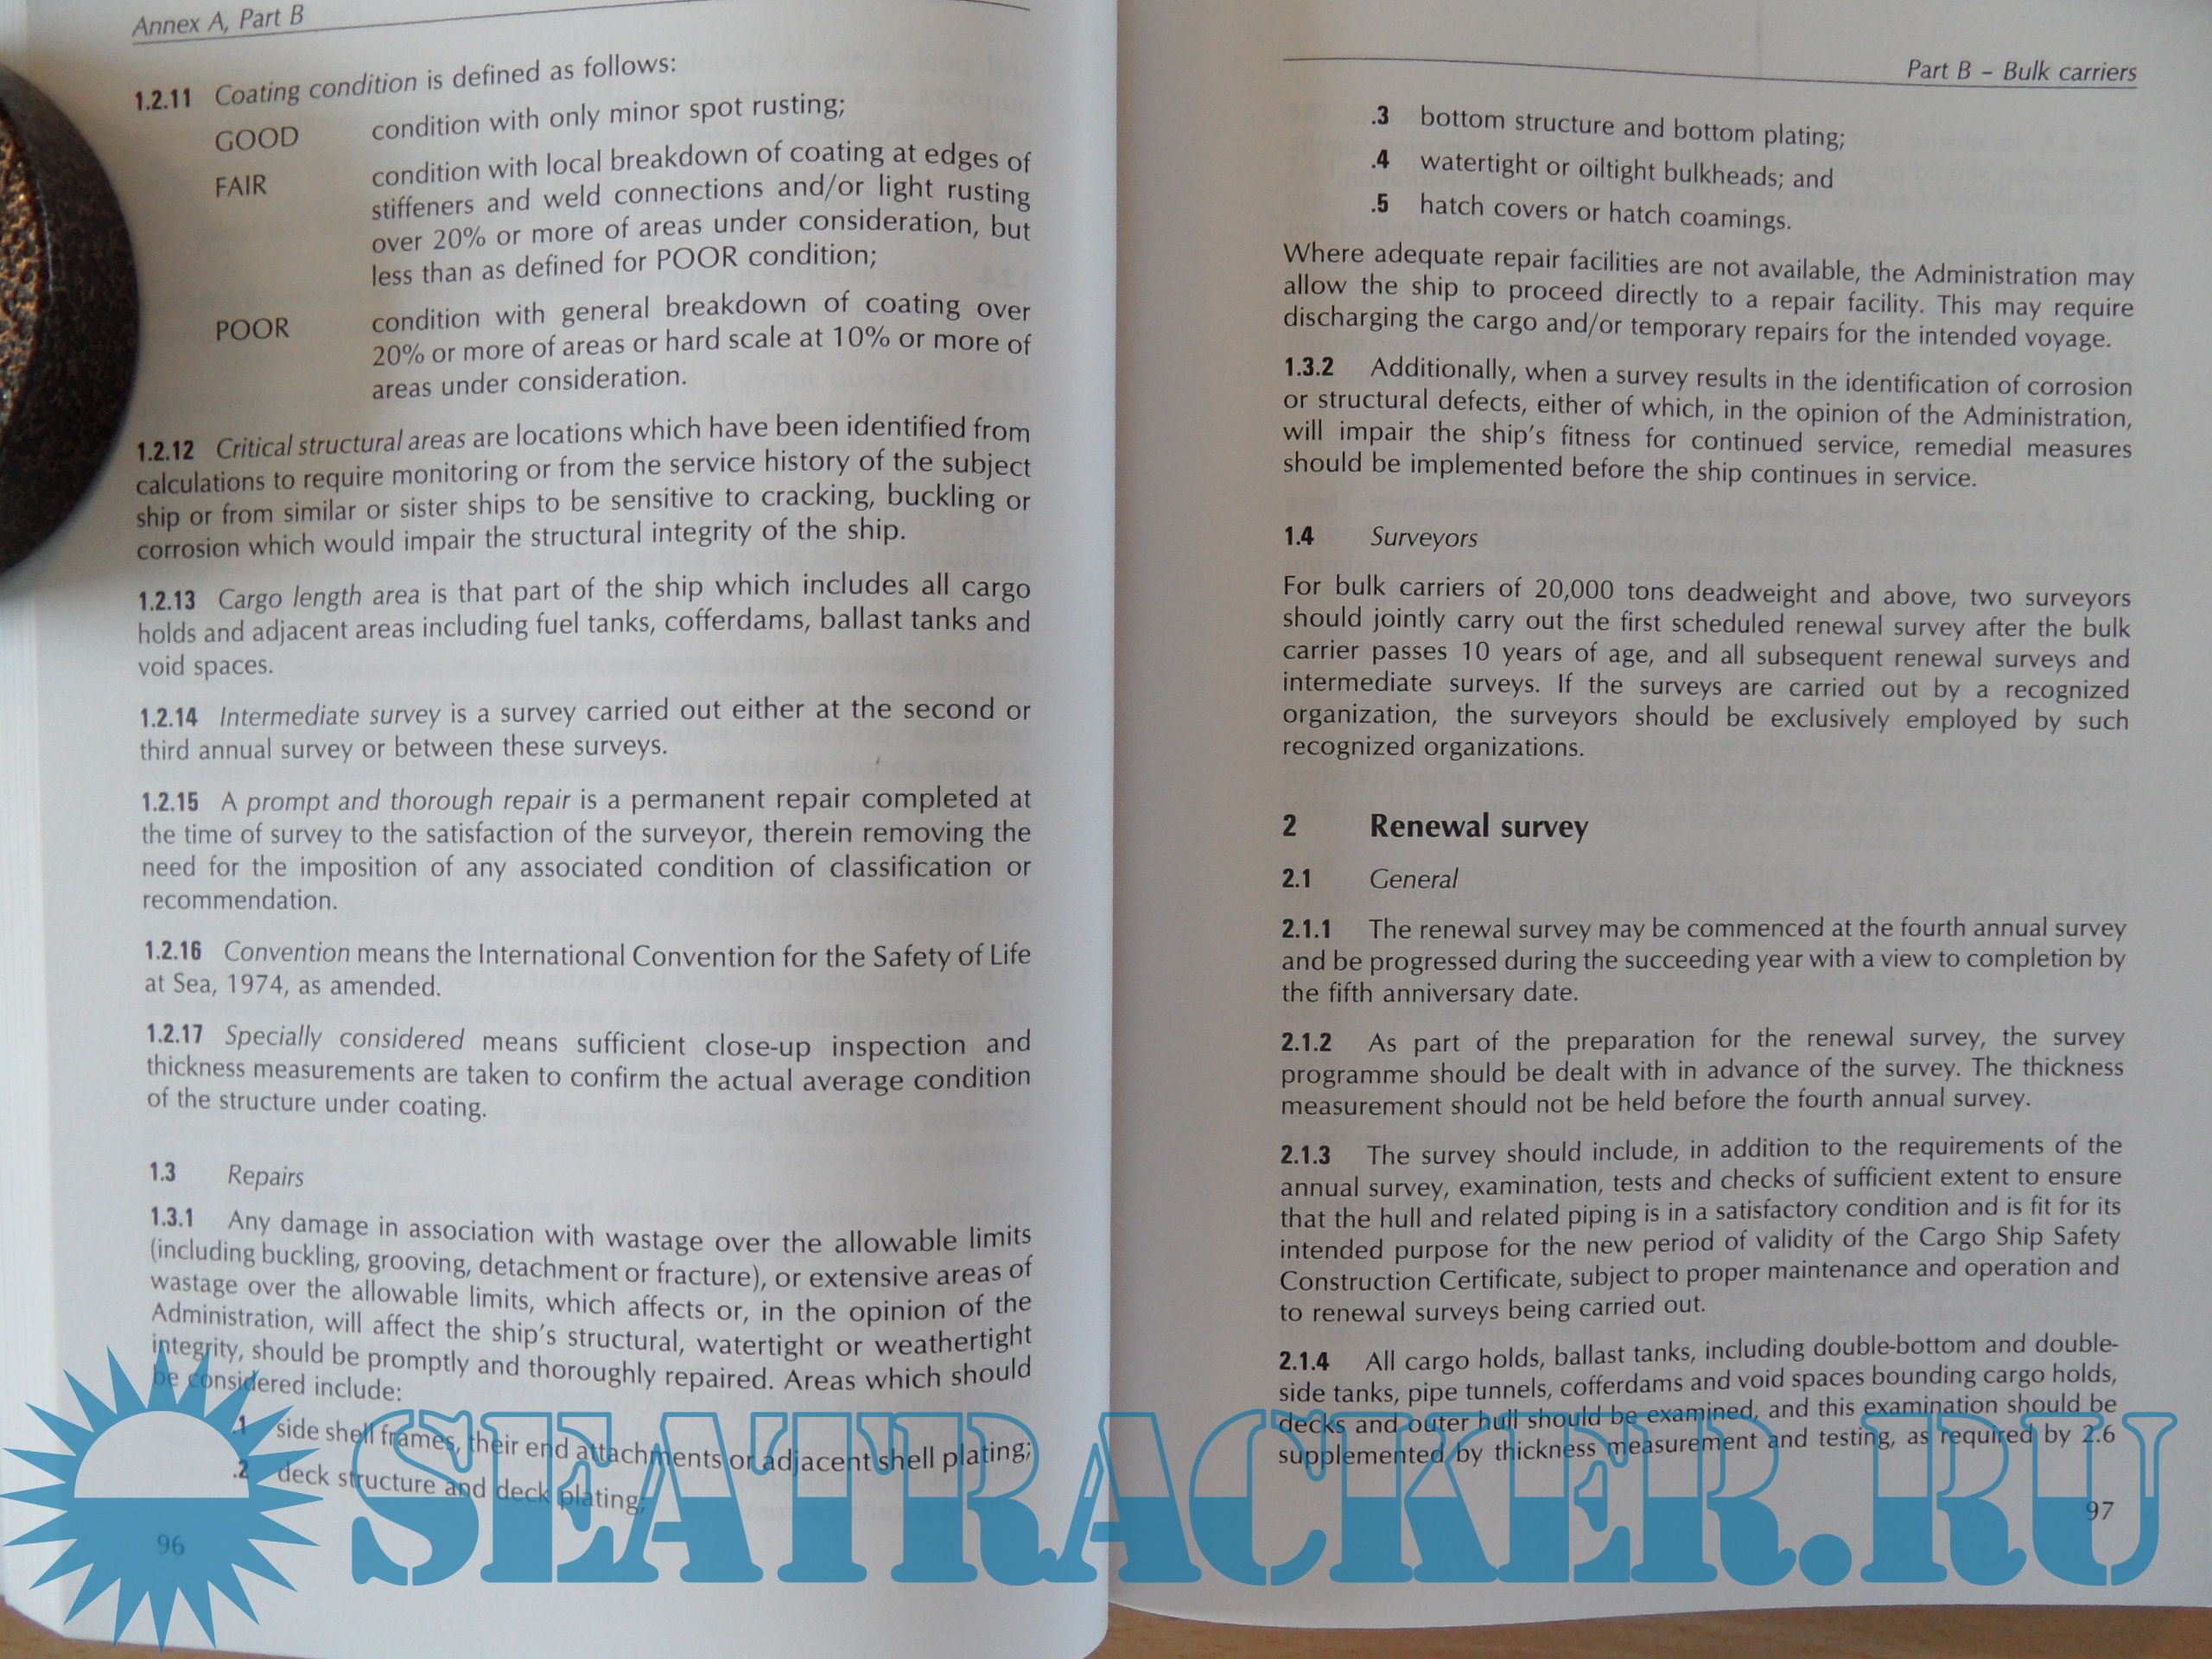 Annex A, Part B
1.2.11 Coating condition is defined as follows:
GOOD condition with only minor spot rusting;
FAIR condition with local breakdown of coating at edges of
stiffeners and weld connections and/or light rusting
over 20% or more of areas under consideration, but
less than as defined for POOR condition;
POOR condition with general breakdown of coating over
20% or more of areas or hard scale at 10% or more of
areas under consideration.
1.2.12 Critical structural areas are locations which have been identified from
calculations to require monitoring or from the service history of the subject
ship or from similar or sister ships to be sensitive to cracking, buckling or
corrosion which would impair the structural integrity of the ship.
1.2.13 Cargo length area is that part of the ship which includes all cargo
holds and adjacent areas including fuel tanks, cofferdams, ballast tanks and
void spaces.
1.2.14 Intermediate survey is a survey carried out either at the second or
third annual survey or between these surveys.
1.2.15 A prompt and thorough repair is a permanent repair completed at
the time of survey to the satisfaction of the surveyor, therein removing the
need for the imposition of any associated condition of classification or
recommendation.
1.2.16 Convention means the International Convention for the Safety of Life
at Sea, 1974, as amended.
1.2.17 Specially considered means sufficient close-up inspection and
thickness measurements are taken to confirm the actual average condition
of the structure under coating.
1.3 Repairs
1.3.1 Any damage in association with wastage over the allowable limits
(including buckling, grooving, detachment or fracture), or extensive areas of
wastage over the allowable limits, which affects or, in the opinion of the
Administration, will affect the ship's structural, watertight or weathertight
integrity, should be promptly and thoroughly repaired. Areas which should
be considered include:
.1 side shell frames, their end attachments or adjacent shell plating;
.2 deck structure and deck plating;
96
Part B – Bulk carriers
.3 bottom structure and bottom plating;
.4 watertight or oiltight bulkheads; and
.5 hatch covers or hatch coamings.
Where adequate repair facilities are not available, the Administration may
allow the ship to proceed directly to a repair facility. This may require
discharging the cargo and/or temporary repairs for the intended voyage.
1.3.2 Additionally, when a survey results in the identification of corrosion
or structural defects, either of which, in the opinion of the Administration,
will impair the ship's fitness for continued service, remedial measures
should be implemented before the ship continues in service.
1.4 Surveyors
For bulk carriers of 20,000 tons deadweight and above, two surveyors
should jointly carry out the first scheduled renewal survey after the bulk
carrier passes 10 years of age, and all subsequent renewal surveys and
intermediate surveys. If the surveys are carried out by a recognized
organization, the surveyors should be exclusively employed by such
recognized organizations.
2 Renewal survey
2.1 General
2.1.1 The renewal survey may be commenced at the fourth annual survey
and be progressed during the succeeding year with a view to completion by
the fifth anniversary date.
2.1.2 As part of the preparation for the renewal survey, the survey
programme should be dealt with in advance of the survey. The thickness
measurement should not be held before the fourth annual survey.
2.1.3 The survey should include, in addition to the requirements of the
annual survey, examination, tests and checks of sufficient extent to ensure
that the hull and related piping is in a satisfactory condition and is fit for its
intended purpose for the new period of validity of the Cargo Ship Safety
Construction Certificate, subject to proper maintenance and operation and
to renewal surveys being carried out.
2.1.4 All cargo holds, ballast tanks, including double-bottom and double-
side tanks, pipe tunnels, cofferdams and void spaces bounding cargo holds,
decks and outer hull should be examined, and this examination should be
supplemented by thickness measurement and testing, as required by 2.6
97
SEATRACKER.RU